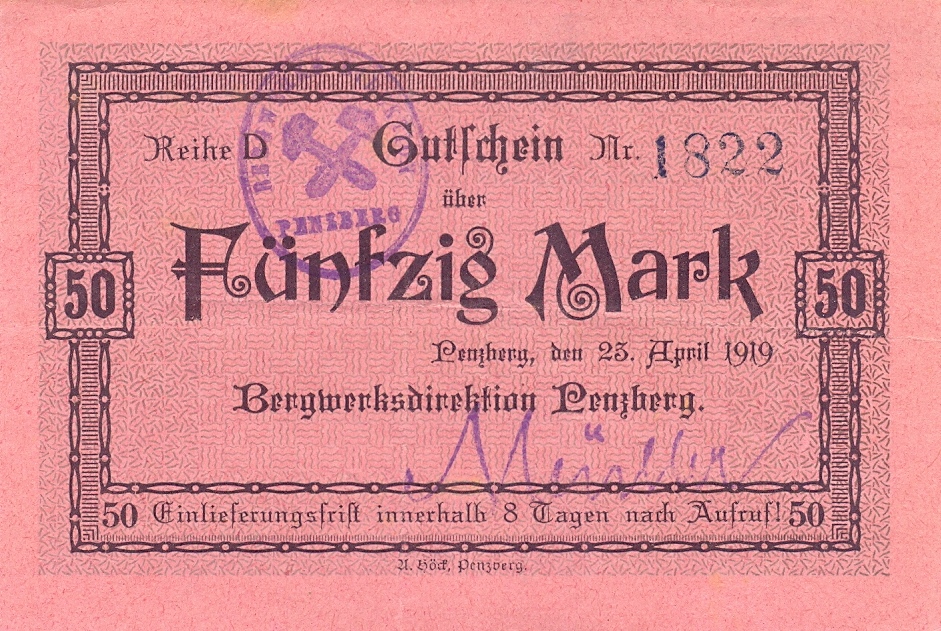 Reihe D Gutschein Nr. 1822
über
Fünfzig Mark
50 50
Penzberg, den 23. April 1919
Bergwerksdirektion Penzberg.
50 Einlieferungsfrist innerhalb 8 Tagen nach Aufruf! 50
A. Höck, Penzberg.
PENZBERG